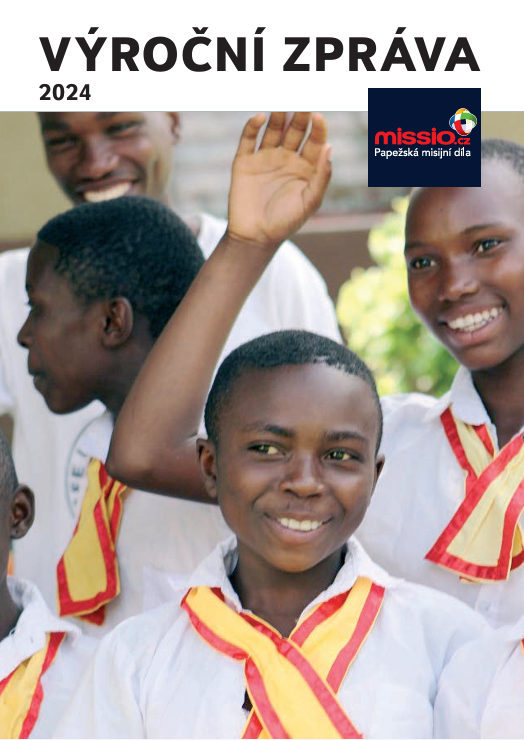 VÝROČNÍ ZPRÁVA
2024
missio.cz
Papežská misijní díla